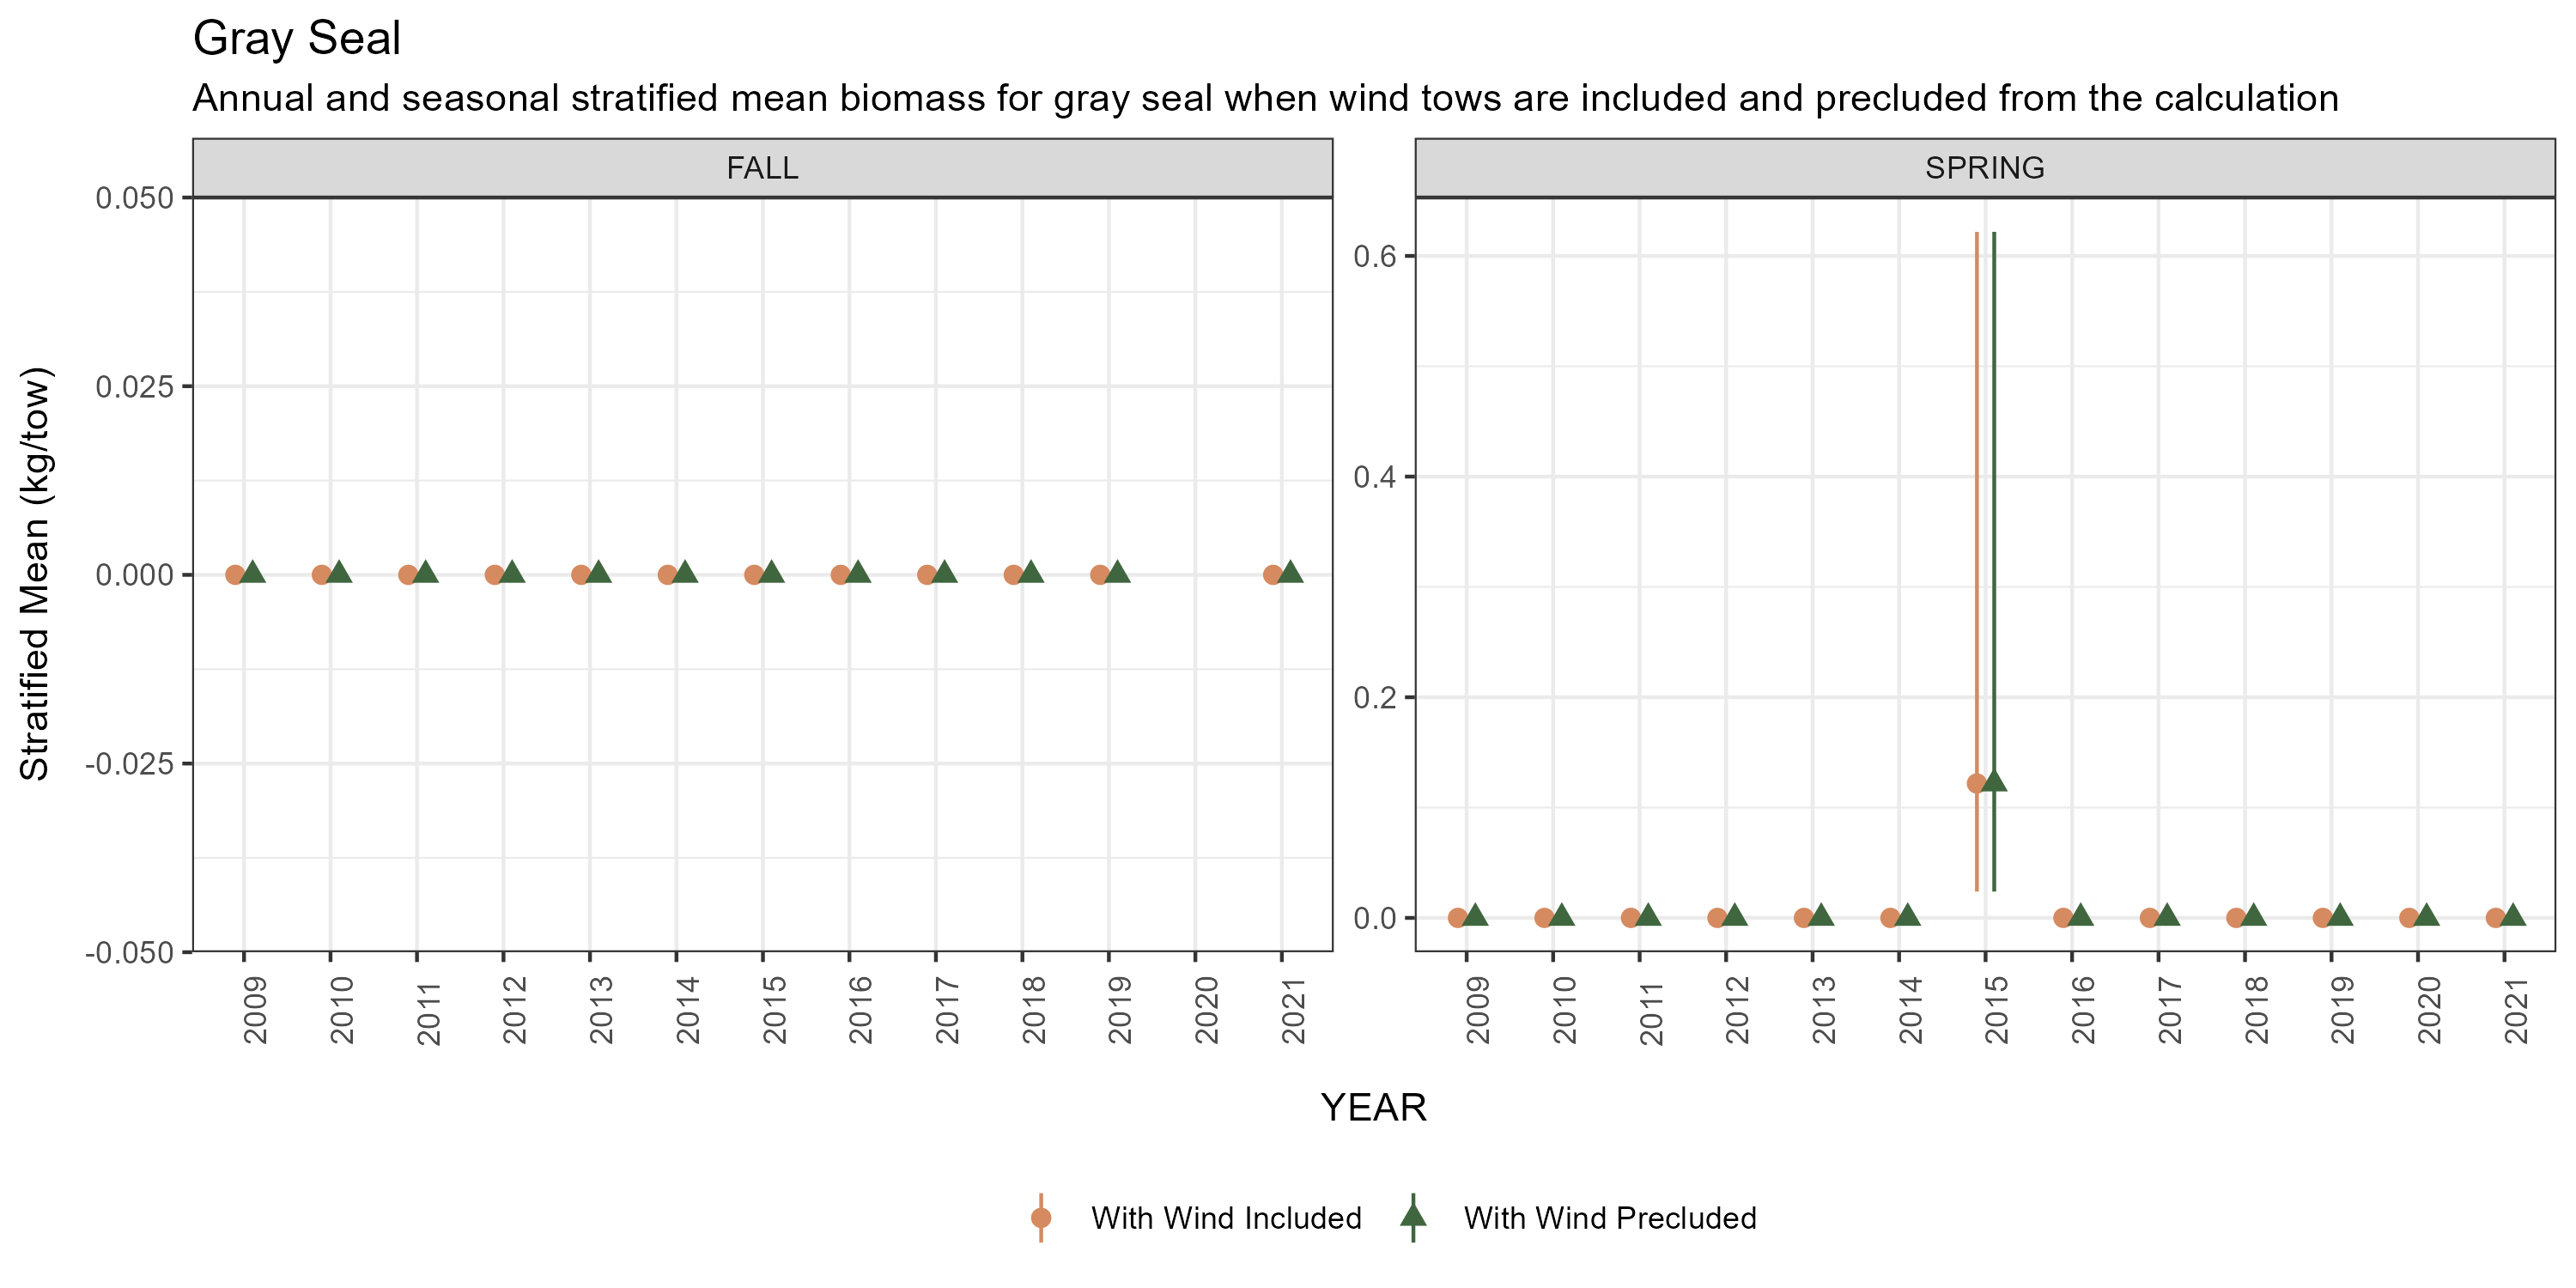 Gray Seal
Annual and seasonal stratified mean biomass for gray seal when wind tows are included and precluded from the calculation
FALL
SPRING
Stratified Mean (kg/tow)
0.050
0.025
0.000
-0.025
-0.050
0.6
0.4
0.2
0.0
2009 2010 2011 2012 2013 2014 2015 2016 2017 2018 2019 2020 2021
2009 2010 2011 2012 2013 2014 2015 2016 2017 2018 2019 2020 2021
YEAR
With Wind Included
With Wind Precluded